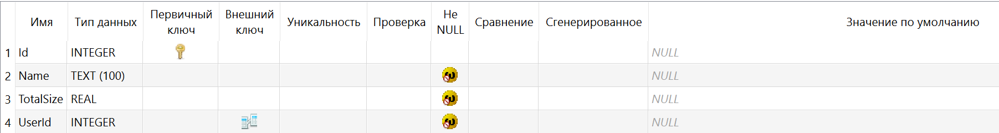 Имя Тип данных Первичный ключ Внешний ключ Уникальность Проверка Не NULL Сравнение Сгенерированное Значение по умолчанию
1 Id INTEGER NULL
2 Name TEXT (100) NULL
3 TotalSize REAL NULL
4 UserId INTEGER NULL